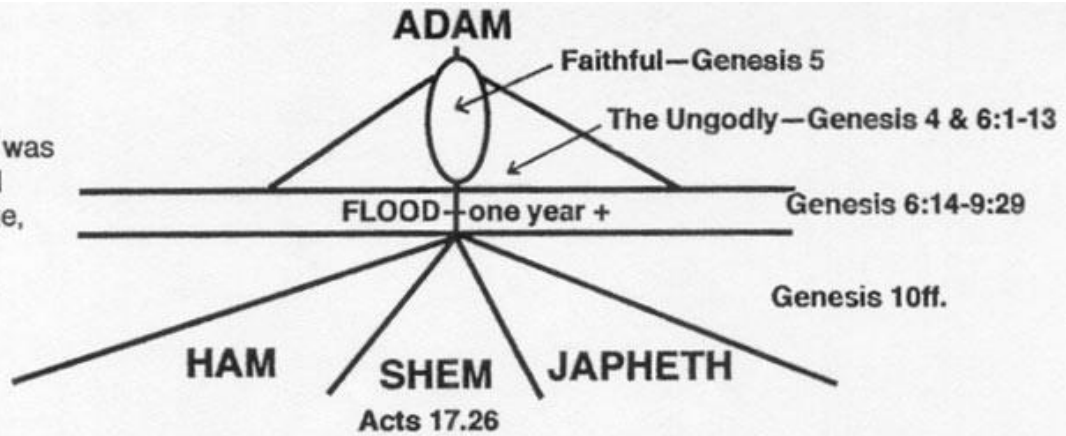 ADAM
Faithful—Genesis 5
The Ungodly—Genesis 4 & 6:1-13
was
e,
FLOOD—one year +
Genesis 6:14-9:29
Genesis 10ff.
HAM
SHEM
JAPHETH
Acts 17.26